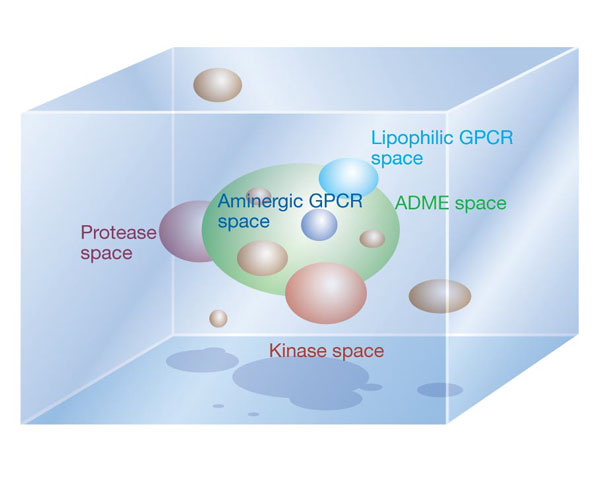 Lipophilic GPCR
space
Aminergic GPCR
space
ADME space
Protease
space
Kinase space